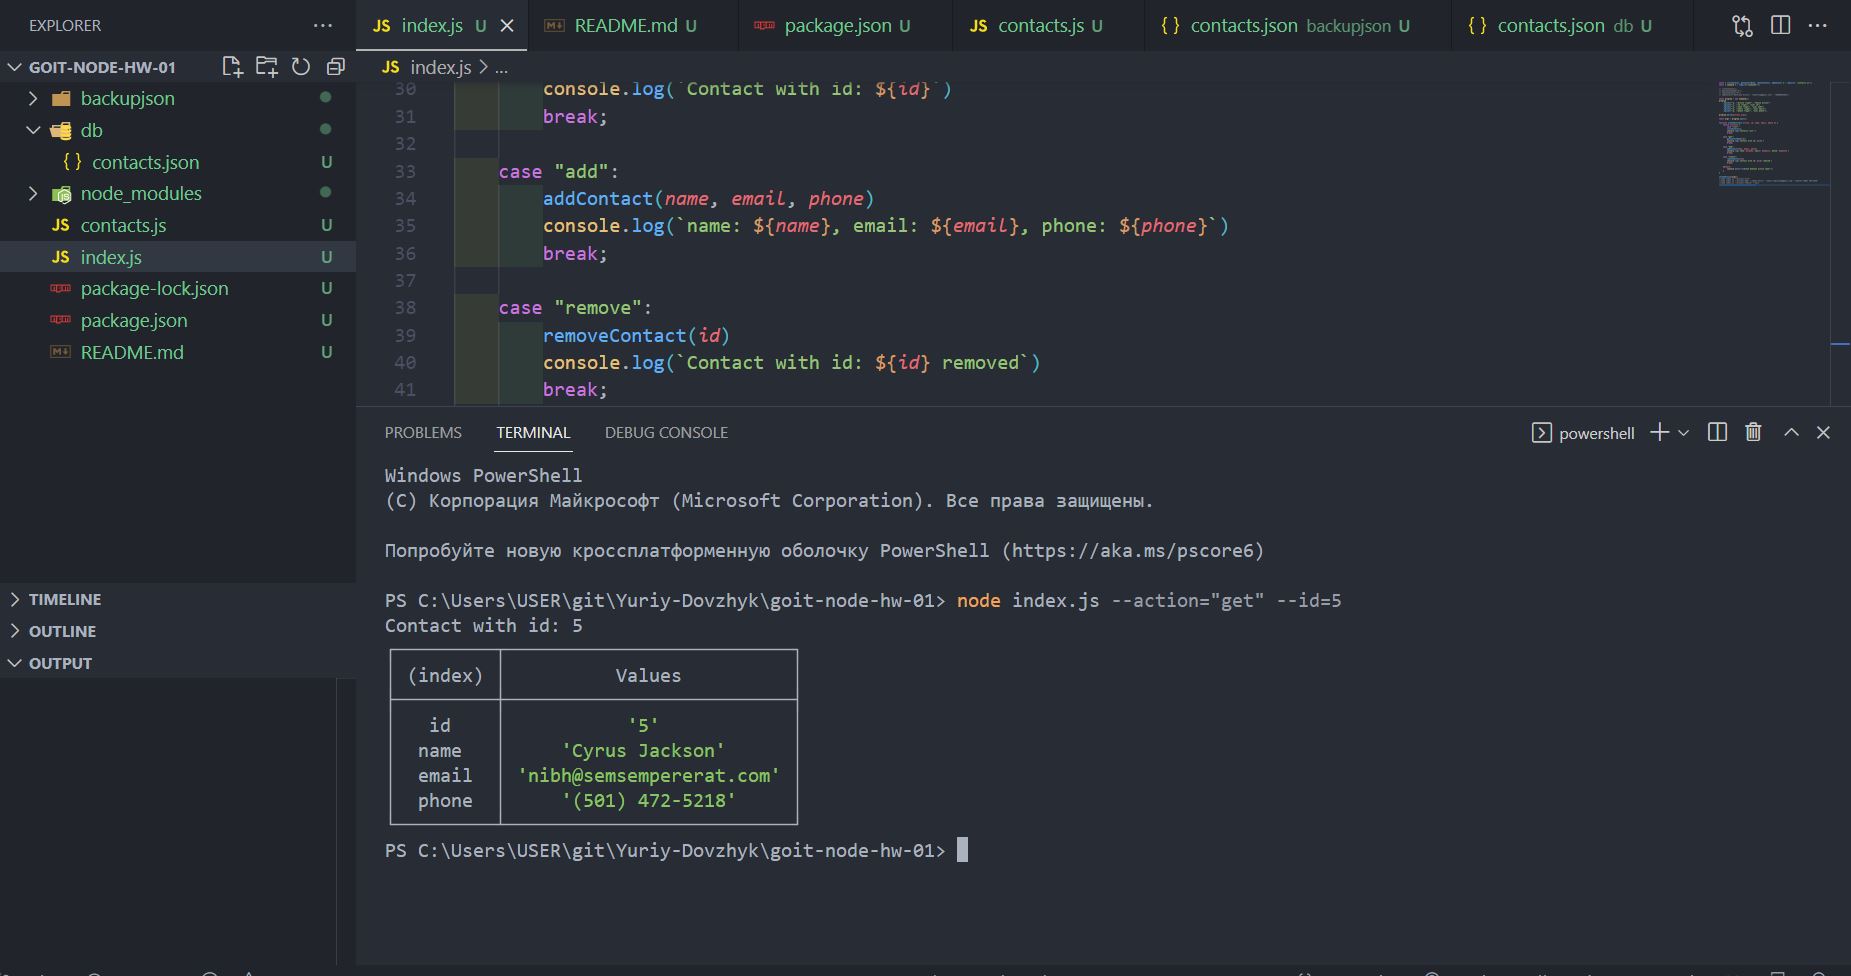 EXPLORER
GOIT-NODE-HW-01
backupjson
db
contacts.json U
node_modules
JS contacts.js U
JS index.js U
package-lock.json U
package.json U
README.md U
TIMELINE
OUTLINE
OUTPUT
JS index.js U
README.md U
package.json U
JS contacts.js U
{} contacts.json backupjson U
{} contacts.json db U
JS index.js > ...
30 console.log(`Contact with id: ${id}`)
31 break;
32
33 case "add":
34 addContact(name, email, phone)
35 console.log(`name: ${name}, email: ${email}, phone: ${phone}`)
36 break;
37
38 case "remove":
39 removeContact(id)
40 console.log(`Contact with id: ${id} removed`)
41 break;
PROBLEMS TERMINAL DEBUG CONSOLE
powershell
Windows PowerShell
(C) Корпорация Майкрософт (Microsoft Corporation). Все права защищены.
Попробуйте новую кроссплатформенную оболочку PowerShell (https://aka.ms/pscore6)
PS C:\Users\USER\git\Yuriy-Dovzhyk\goit-node-hw-01> node index.js --action="get" --id=5
Contact with id: 5
(index) Values
id '5'
name 'Cyrus Jackson'
email 'nibh@semsempererat.com'
phone '(501) 472-5218'
PS C:\Users\USER\git\Yuriy-Dovzhyk\goit-node-hw-01>